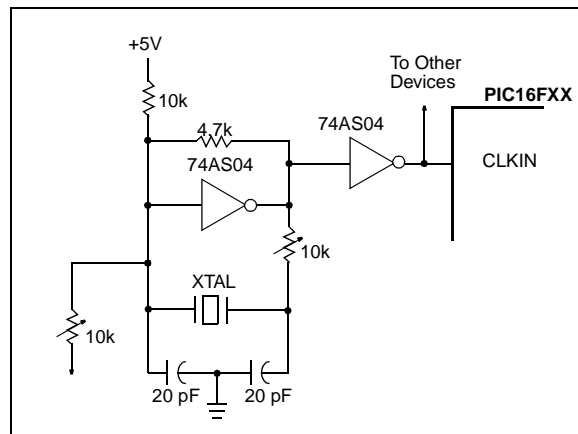 +5V
To Other
Devices
PIC16FXX
10k
4.7k
74AS04
74AS04
CLKIN
10k
XTAL
10k
20 pF
20 pF